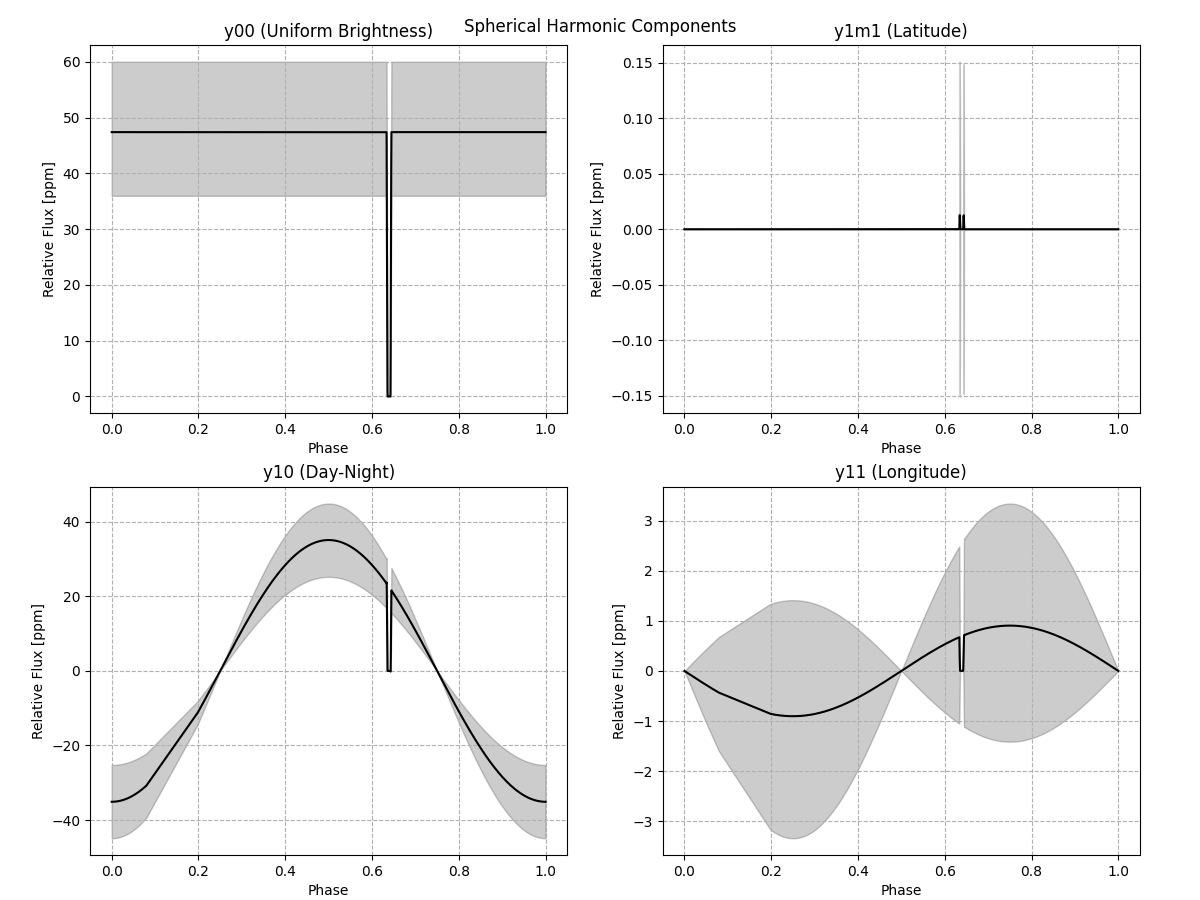 Spherical Harmonic Components
y00 (Uniform Brightness)
Relative Flux [ppm]
60
50
40
30
20
10
0
0.0 0.2 0.4 0.6 0.8 1.0
Phase
y1m1 (Latitude)
Relative Flux [ppm]
0.15
0.10
0.05
0.00
−0.05
−0.10
−0.15
0.0 0.2 0.4 0.6 0.8 1.0
Phase
y10 (Day-Night)
Relative Flux [ppm]
40
20
0
−20
−40
0.0 0.2 0.4 0.6 0.8 1.0
Phase
y11 (Longitude)
Relative Flux [ppm]
3
2
1
0
−1
−2
−3
0.0 0.2 0.4 0.6 0.8 1.0
Phase